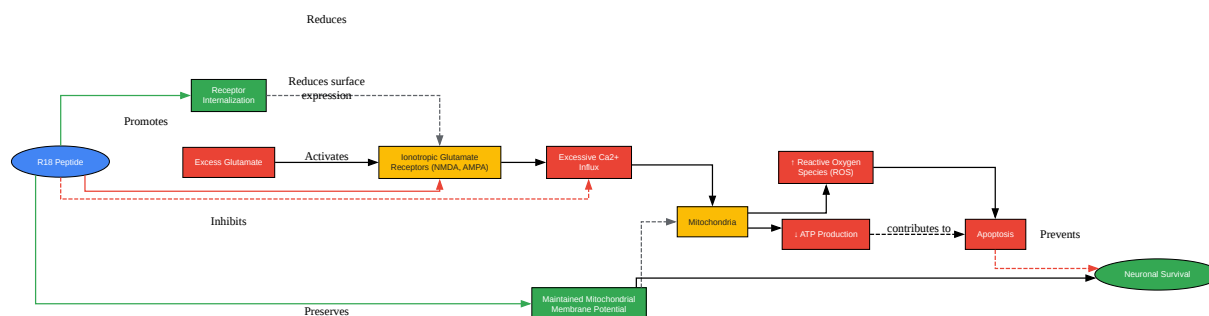 Reduces
Reduces surface
expression
Receptor
Internalization
Promotes
R18 Peptide
Excess Glutamate
Activates
Ionotropic Glutamate
Receptors (NMDA, AMPA)
Excessive Ca2+
Influx
↑ Reactive Oxygen
Species (ROS)
Inhibits
Mitochondria
↓ ATP Production
contributes to
Apoptosis
Prevents
Neuronal Survival
Maintained Mitochondrial
Membrane Potential
Preserves